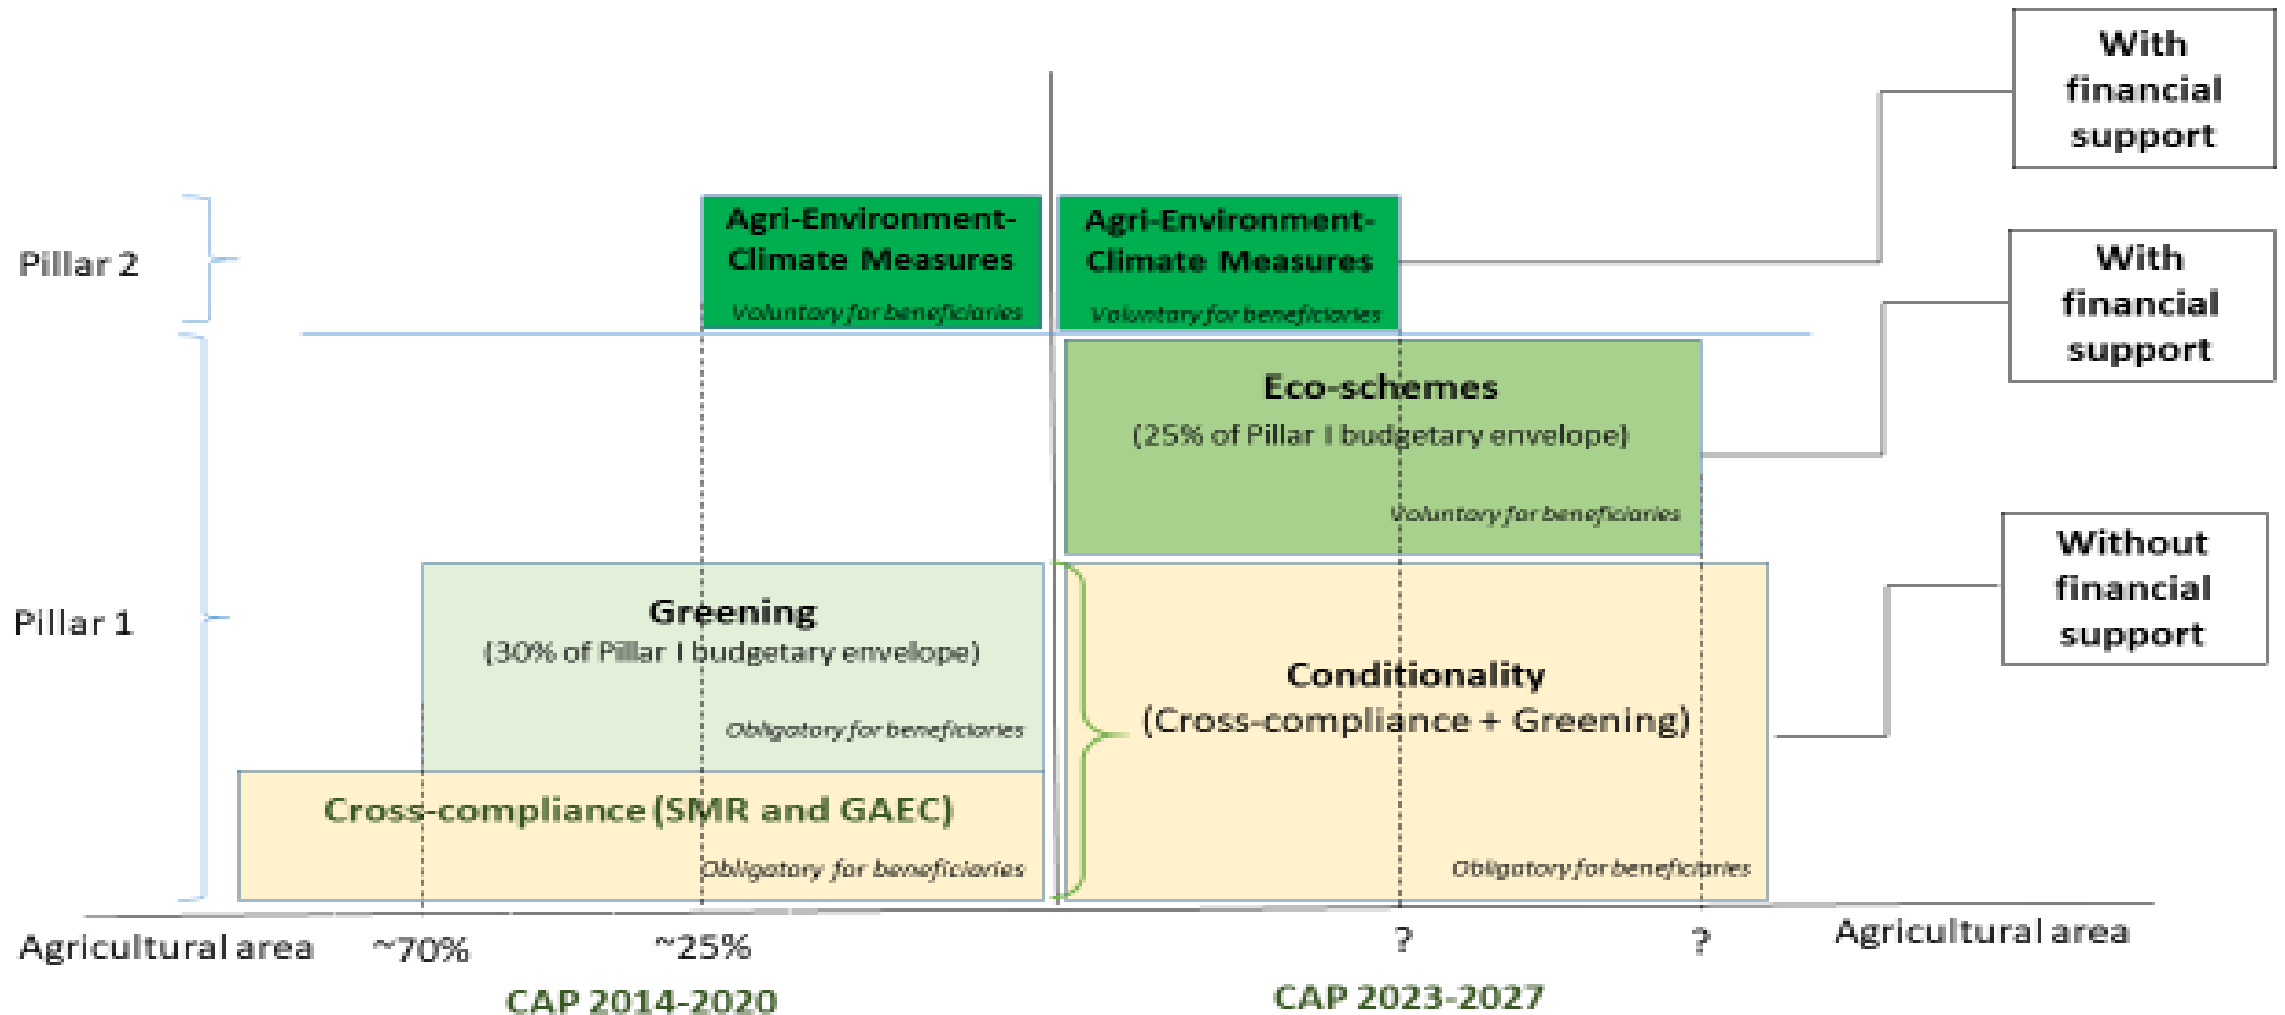 With
financial
support
Agri-Environment-
Climate Measures
Voluntary for beneficiaries
Agri-Environment-
Climate Measures
Voluntary for beneficiaries
Pillar 2
With
financial
support
Eco-schemes
(25% of Pillar I budgetary envelope)
Voluntary for beneficiaries
Without
financial
support
Pillar 1
Greening
(30% of Pillar I budgetary envelope)
Obligatory for beneficiaries
Conditionality
(Cross-compliance + Greening)
Obligatory for beneficiaries
Cross-compliance (SMR and GAEC)
Obligatory for beneficiaries
Agricultural area
~70%
~25%
?
?
Agricultural area
CAP 2014-2020
CAP 2023-2027